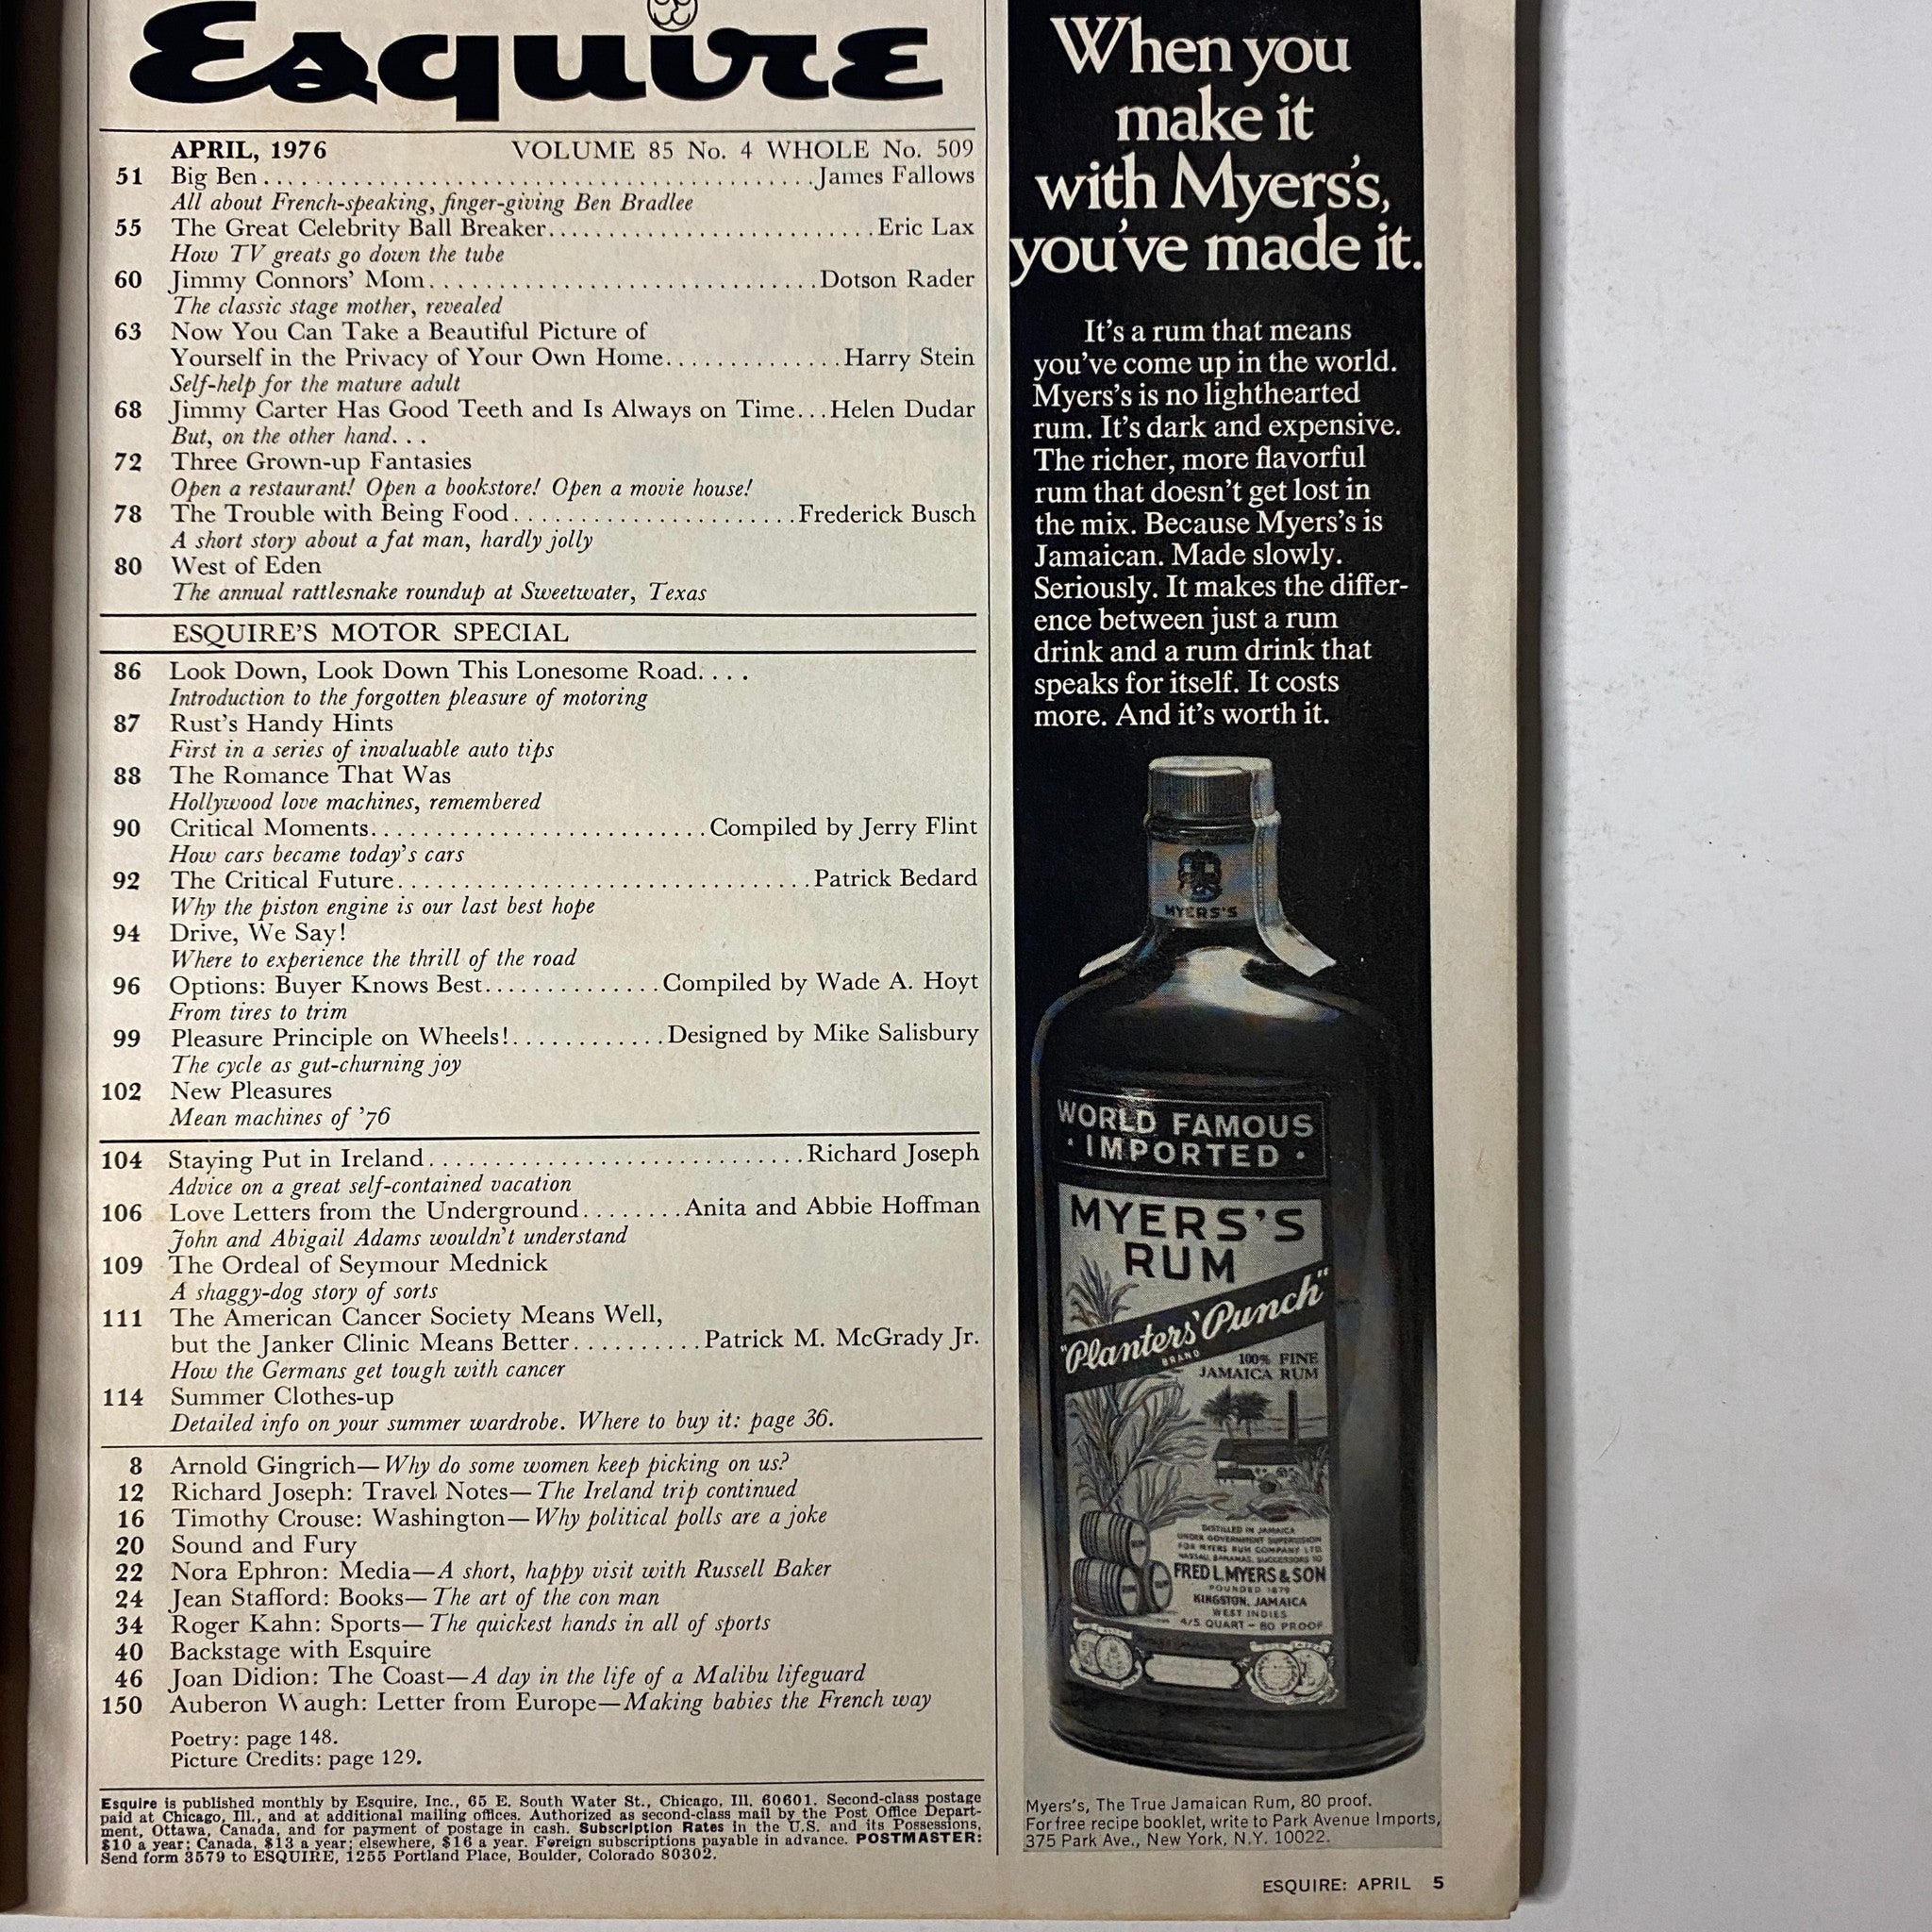 Esquire
APRIL, 1976 VOLUME 85 No. 4 WHOLE No. 509
51 Big Ben........................................James Fallows
All about French-speaking, finger-giving Ben Bradlee
55 The Great Celebrity Ball Breaker.........................Eric Lax
How TV greats go down the tube
60 Jimmy Connors' Mom..............................Dotson Rader
The classic stage mother, revealed
63 Now You Can Take a Beautiful Picture of
Yourself in the Privacy of Your Own Home..............Harry Stein
Self-help for the mature adult
68 Jimmy Carter Has Good Teeth and Is Always on Time...Helen Dudar
But, on the other hand...
72 Three Grown-up Fantasies
Open a restaurant! Open a bookstore! Open a movie house!
78 The Trouble with Being Food......................Frederick Busch
A short story about a fat man, hardly jolly
80 West of Eden
The annual rattlesnake roundup at Sweetwater, Texas
ESQUIRE'S MOTOR SPECIAL
86 Look Down, Look Down This Lonesome Road....
Introduction to the forgotten pleasure of motoring
87 Rust's Handy Hints
First in a series of invaluable auto tips
88 The Romance That Was
Hollywood love machines, remembered
90 Critical Moments..........................Compiled by Jerry Flint
How cars became today's cars
92 The Critical Future................................Patrick Bedard
Why the piston engine is our last best hope
94 Drive, We Say!
Where to experience the thrill of the road
96 Options: Buyer Knows Best..............Compiled by Wade A. Hoyt
From tires to trim
99 Pleasure Principle on Wheels!............Designed by Mike Salisbury
The cycle as gut-churning joy
102 New Pleasures
Mean machines of '76
104 Staying Put in Ireland.............................Richard Joseph
Advice on a great self-contained vacation
106 Love Letters from the Underground........Anita and Abbie Hoffman
John and Abigail Adams wouldn't understand
109 The Ordeal of Seymour Mednick
A shaggy-dog story of sorts
111 The American Cancer Society Means Well,
but the Janker Clinic Means Better..........Patrick M. McGrady Jr.
How the Germans get tough with cancer
114 Summer Clothes-up
Detailed info on your summer wardrobe. Where to buy it: page 36.
8 Arnold Gingrich—Why do some women keep picking on us?
12 Richard Joseph: Travel Notes—The Ireland trip continued
16 Timothy Crouse: Washington—Why political polls are a joke
20 Sound and Fury
22 Nora Ephron: Media—A short, happy visit with Russell Baker
24 Jean Stafford: Books—The art of the con man
34 Roger Kahn: Sports—The quickest hands in all of sports
40 Backstage with Esquire
46 Joan Didion: The Coast—A day in the life of a Malibu lifeguard
150 Auberon Waugh: Letter from Europe—Making babies the French way
Poetry: page 148.
Picture Credits: page 129.
Esquire is published monthly by Esquire, Inc., 65 E. South Water St., Chicago, Ill. 60601. Second-class postage
paid at Chicago, Ill., and at additional mailing offices. Authorized as second-class mail by the Post Office Depart-
ment, Ottawa, Canada, and for payment of postage in cash. Subscription Rates in the U.S. and its Possessions,
$10 a year; Canada, $13 a year; elsewhere, $16 a year. Foreign subscriptions payable in advance. POSTMASTER:
Send form 3579 to ESQUIRE, 1255 Portland Place, Boulder, Colorado 80302.
When you
make it
with Myers's,
you've made it.
It's a rum that means
you've come up in the world.
Myers's is no lighthearted
rum. It's dark and expensive.
The richer, more flavorful
rum that doesn't get lost in
the mix. Because Myers's is
Jamaican. Made slowly.
Seriously. It makes the differ-
ence between just a rum
drink and a rum drink that
speaks for itself. It costs
more. And it's worth it.
MYERS'S
WORLD FAMOUS
· IMPORTED ·
MYERS'S
RUM
"Planters' Punch"
BRAND
100% FINE
JAMAICA RUM
DISTILLED IN JAMAICA
UNDER GOVERNMENT SUPERVISION
FOR MYERS RUM COMPANY LTD.
NASSAU, BAHAMAS, SUCCESSORS TO
FRED L. MYERS & SON
FOUNDED 1879
KINGSTON, JAMAICA
WEST INDIES
4/5 QUART – 80 PROOF
Myers's, The True Jamaican Rum, 80 proof.
For free recipe booklet, write to Park Avenue Imports,
375 Park Ave., New York, N.Y. 10022.
ESQUIRE: APRIL 5